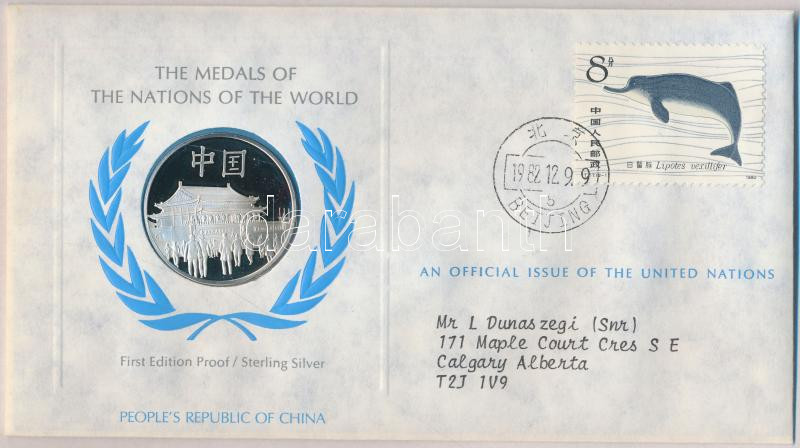 THE MEDALS OF
THE NATIONS OF THE WORLD
中国
First Edition Proof / Sterling Silver
PEOPLE'S REPUBLIC OF CHINA
8分
中国人民邮政
白鱀豚 Lipotes vexillifer
1980
北京
1982.12.9.9
5
BEIJING
AN OFFICIAL ISSUE OF THE UNITED NATIONS
Mr L Dunaszegi (Snr)
171 Maple Court Cres S E
Calgary Alberta
T2J 1V9
darabanth